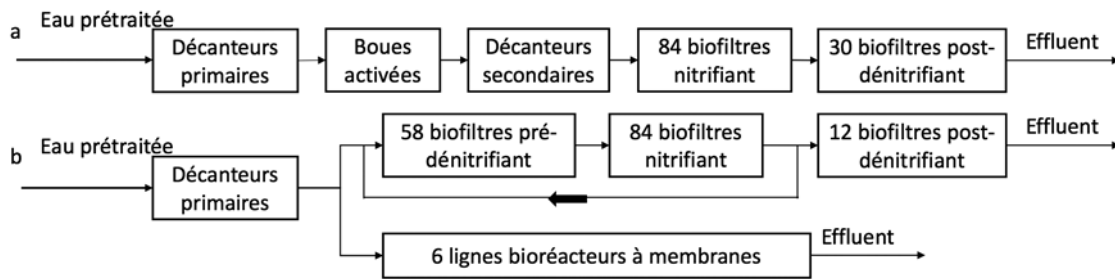 a
Eau prétraitée
Décanteurs
primaires
Boues
activées
Décanteurs
secondaires
84 biofiltres
nitrifiant
30 biofiltres post-
dénitrifiant
Effluent
b
Eau prétraitée
Décanteurs
primaires
58 biofiltres pré-
dénitrifiant
84 biofiltres
nitrifiant
12 biofiltres post-
dénitrifiant
Effluent
6 lignes bioréacteurs à membranes
Effluent